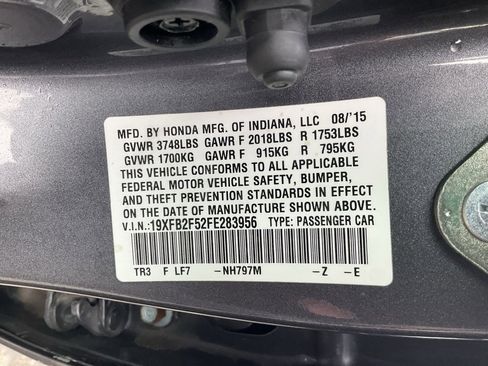 MFD. BY HONDA MFG. OF INDIANA, LLC 08/'15
GVWR 3748LBS GAWR F 2018LBS R 1753LBS
GVWR 1700KG GAWR F 915KG R 795KG
THIS VEHICLE CONFORMS TO ALL APPLICABLE
FEDERAL MOTOR VEHICLE SAFETY, BUMPER,
AND THEFT PREVENTION STANDARDS IN EFFECT
ON THE DATE OF MANUFACTURE SHOWN ABOVE.
V.I.N.: 19XFB2F52FE283956 TYPE: PASSENGER CAR
TR3 F LF7 -NH797M -Z -E